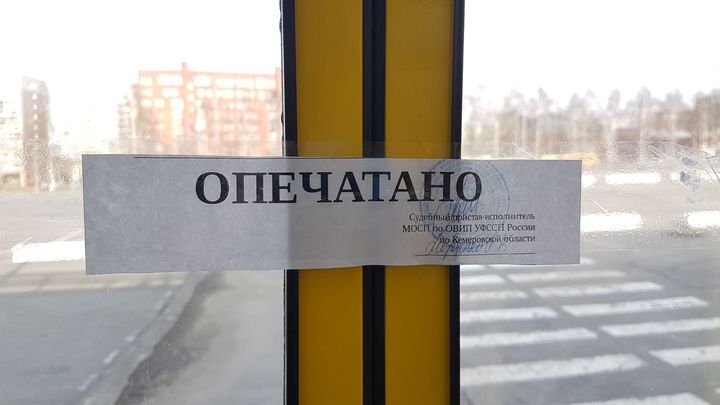 ОПЕЧАТАНО
Судебный пристав-исполнитель
МОСП по ОВИП УФССП России
по Кемеровской области